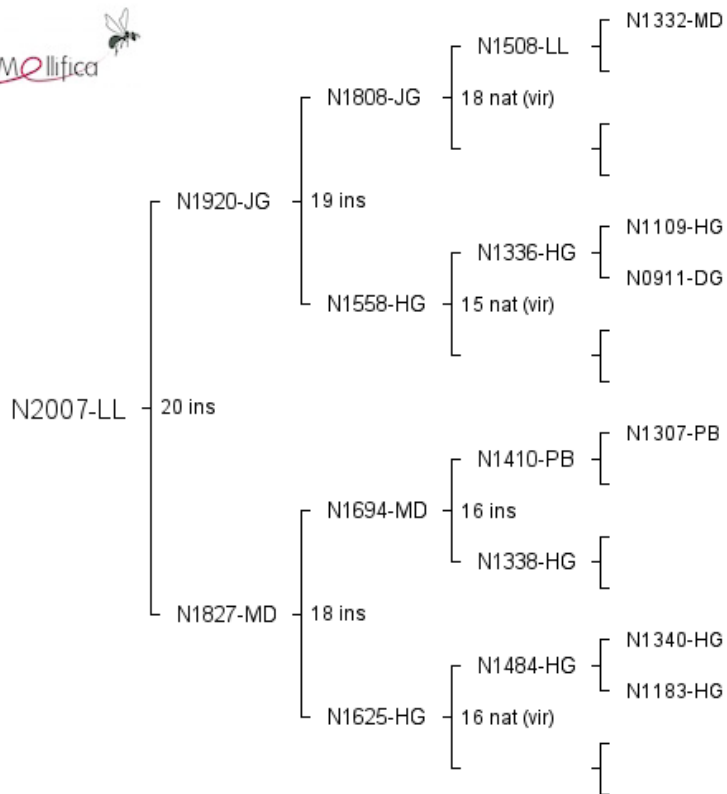 Mellifica
N1332-MD
N1508-LL
N1808-JG
18 nat (vir)
N1920-JG
19 ins
N1336-HG
N1109-HG
N0911-DG
N1558-HG
15 nat (vir)
N2007-LL
20 ins
N1410-PB
N1307-PB
N1694-MD
16 ins
N1338-HG
N1827-MD
18 ins
N1484-HG
N1340-HG
N1183-HG
N1625-HG
16 nat (vir)